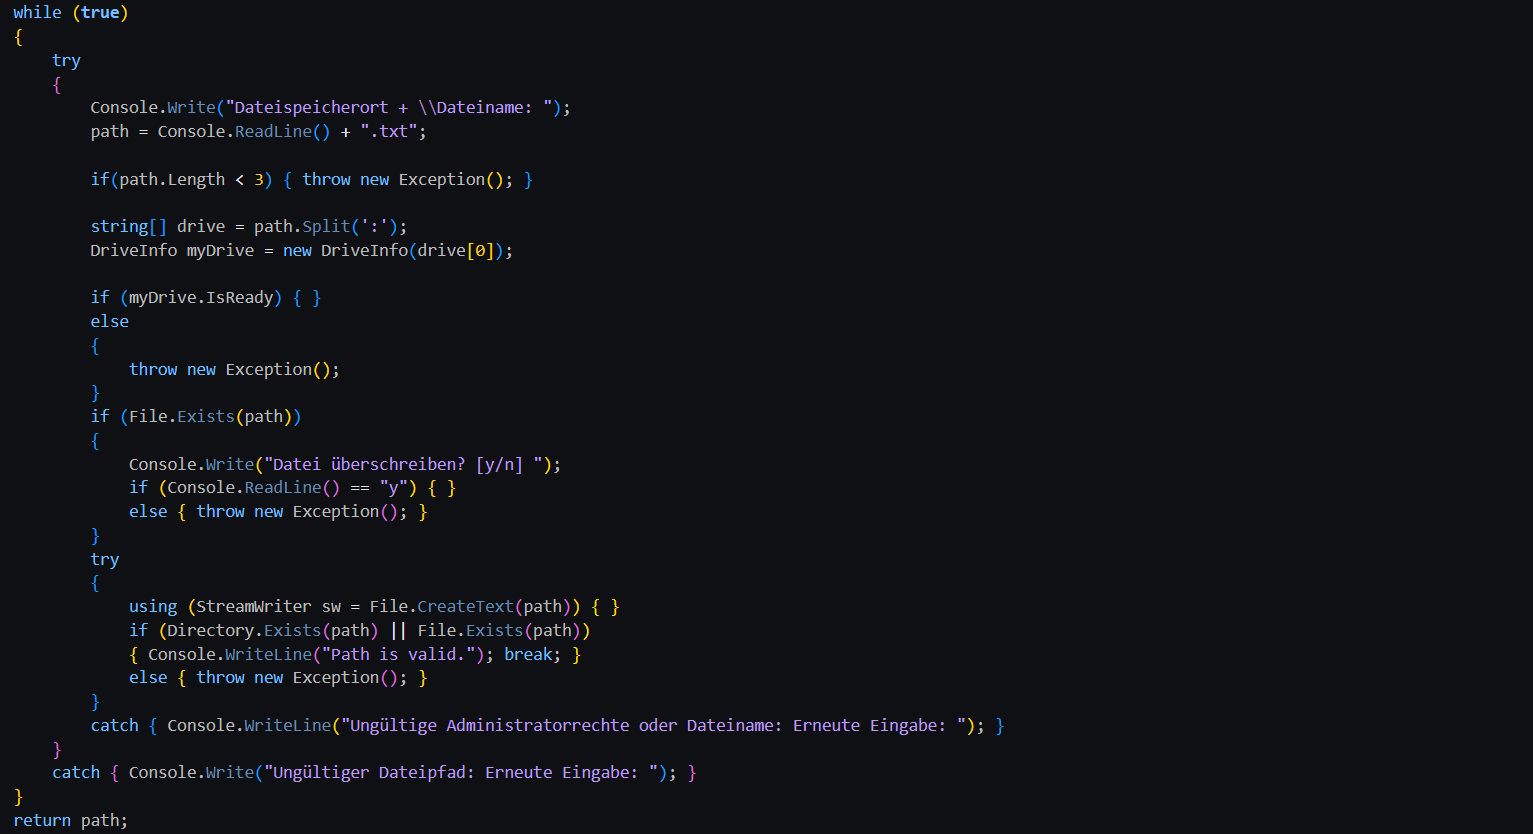 while (true)
{
    try
    {
        Console.Write("Dateispeicherort + \\Dateiname: ");
        path = Console.ReadLine() + ".txt";

        if(path.Length < 3) { throw new Exception(); }

        string[] drive = path.Split(':');
        DriveInfo myDrive = new DriveInfo(drive[0]);

        if (myDrive.IsReady) { }
        else
        {
            throw new Exception();
        }
        if (File.Exists(path))
        {
            Console.Write("Datei überschreiben? [y/n] ");
            if (Console.ReadLine() == "y") { }
            else { throw new Exception(); }
        }
        try
        {
            using (StreamWriter sw = File.CreateText(path)) { }
            if (Directory.Exists(path) || File.Exists(path))
            { Console.WriteLine("Path is valid."); break; }
            else { throw new Exception(); }
        }
        catch { Console.WriteLine("Ungültige Administratorrechte oder Dateiname: Erneute Eingabe: "); }
    }
    catch { Console.Write("Ungültiger Dateipfad: Erneute Eingabe: "); }
}
return path;